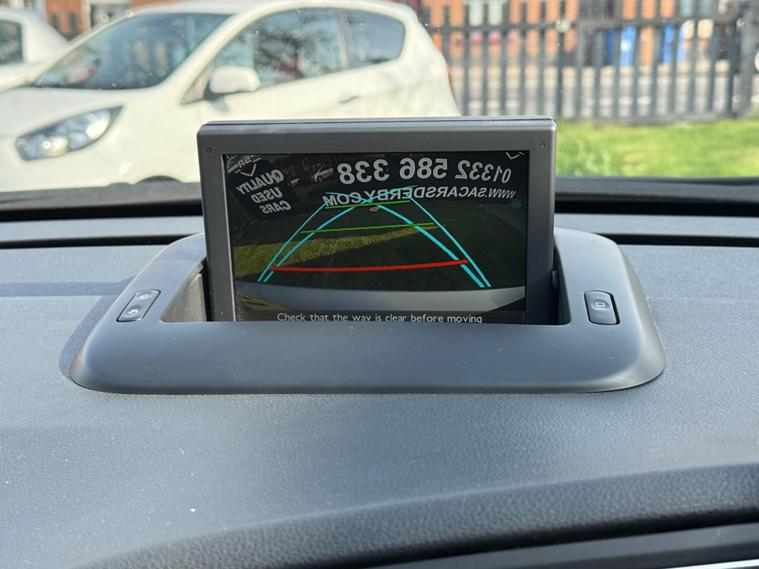 01332 586 338
WWW.SACARSDERBY.COM
QUALITY
USED
CARS
Check that the way is clear before moving